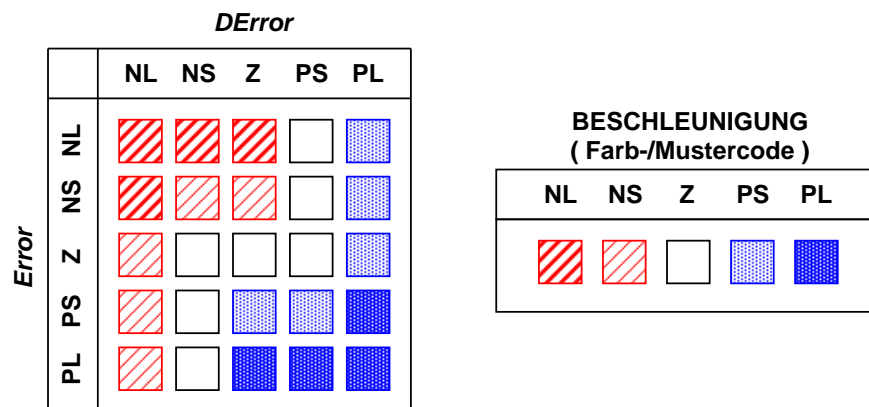 DError
NL NS Z PS PL
Error
NL
NS
Z
PS
PL
BESCHLEUNIGUNG
( Farb-/Mustercode )
NL NS Z PS PL